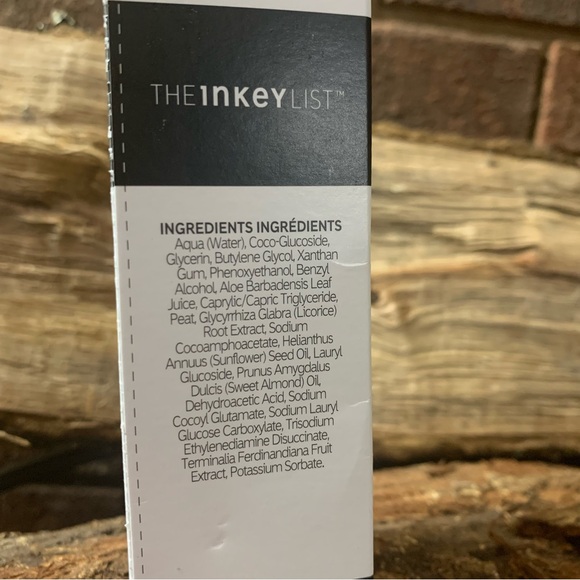 THE INKEY LIST™
INGREDIENTS INGRÉDIENTS
Aqua (Water), Coco-Glucoside,
Glycerin, Butylene Glycol, Xanthan
Gum, Phenoxyethanol, Benzyl
Alcohol, Aloe Barbadensis Leaf
Juice, Caprylic/Capric Triglyceride,
Peat, Glycyrrhiza Glabra (Licorice)
Root Extract, Sodium
Cocoamphoacetate, Helianthus
Annuus (Sunflower) Seed Oil, Lauryl
Glucoside, Prunus Amygdalus
Dulcis (Sweet Almond) Oil,
Dehydroacetic Acid, Sodium
Cocoyl Glutamate, Sodium Lauryl
Glucose Carboxylate, Trisodium
Ethylenediamine Disuccinate,
Terminalia Ferdinandiana Fruit
Extract, Potassium Sorbate.